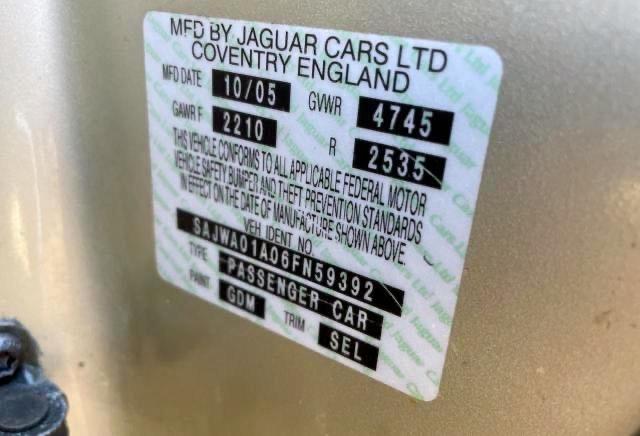 MFD BY JAGUAR CARS LTD
COVENTRY ENGLAND
MFD DATE 10/05 GVWR 4745
GAWR F 2210 R 2535
THIS VEHICLE CONFORMS TO ALL APPLICABLE FEDERAL MOTOR
VEHICLE SAFETY BUMPER AND THEFT PREVENTION STANDARDS
IN EFFECT ON THE DATE OF MANUFACTURE SHOWN ABOVE.
VEH IDENT NO.
SAJWA01A06FN59392
TYPE PASSENGER CAR
PAINT GDM TRIM SEL